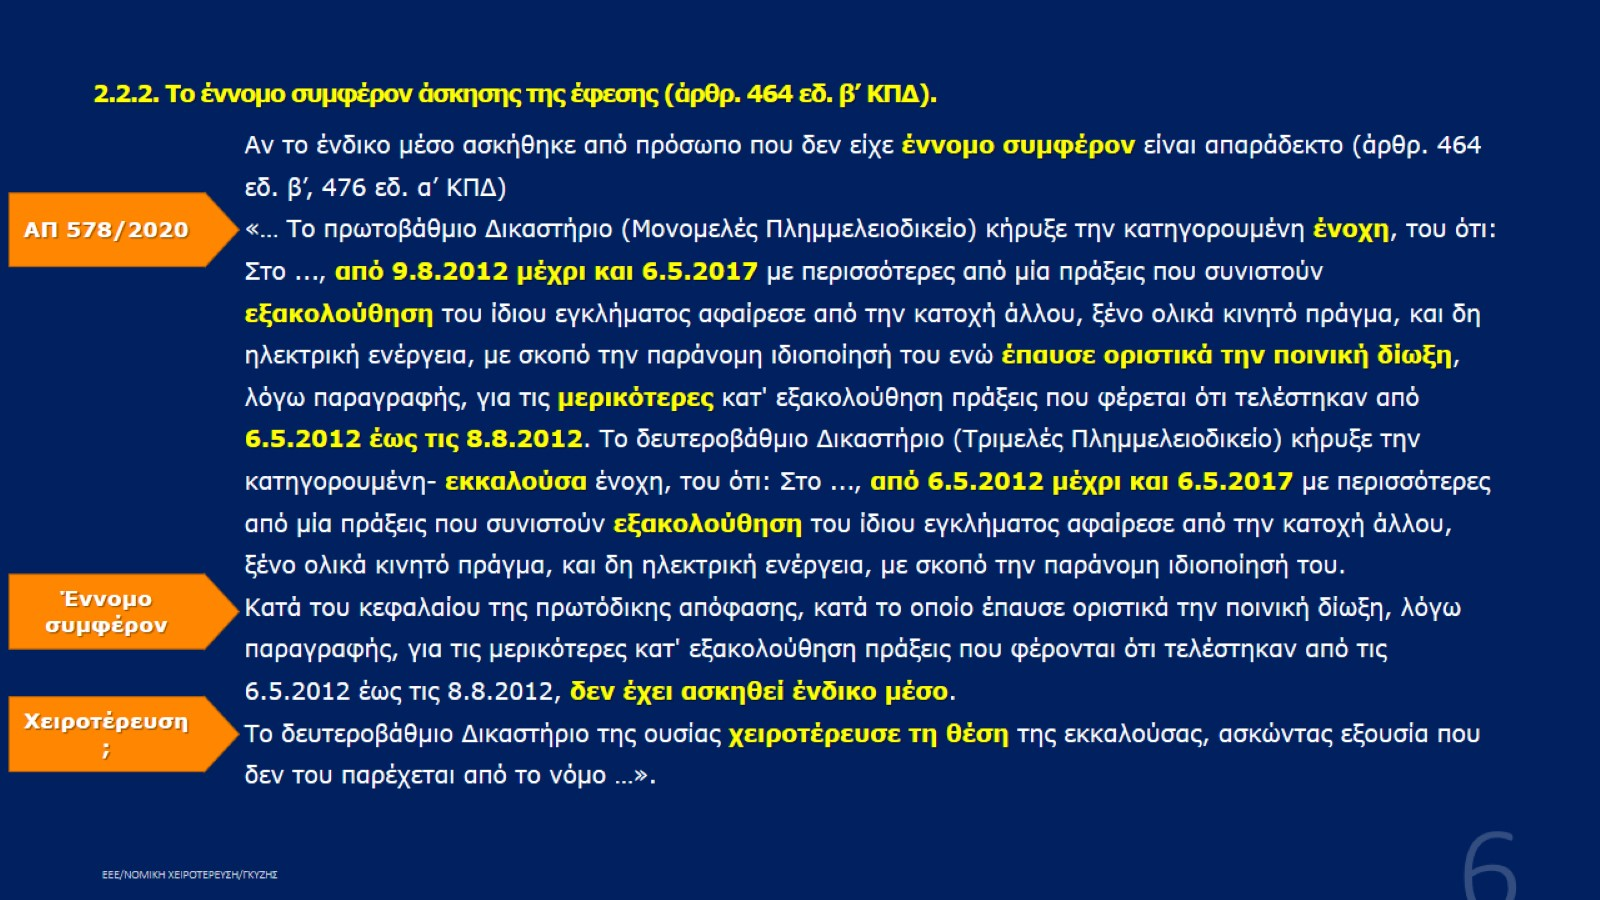 2.2.2. Το έννομο συμφέρον άσκησης της έφεσης (άρθρ. 464 εδ. β’ ΚΠΔ).
Αν το ένδικο μέσο ασκήθηκε από πρόσωπο που δεν είχε έννομο συμφέρον είναι απαράδεκτο (άρθρ. 464
εδ. β’, 476 εδ. α’ ΚΠΔ)
ΑΠ 578/2020
«… Το πρωτοβάθμιο Δικαστήριο (Μονομελές Πλημμελειοδικείο) κήρυξε την κατηγορουμένη ένοχη, του ότι:
Στο ..., από 9.8.2012 μέχρι και 6.5.2017 με περισσότερες από μία πράξεις που συνιστούν
εξακολούθηση του ίδιου εγκλήματος αφαίρεσε από την κατοχή άλλου, ξένο ολικά κινητό πράγμα, και δη
ηλεκτρική ενέργεια, με σκοπό την παράνομη ιδιοποίησή του ενώ έπαυσε οριστικά την ποινική δίωξη,
λόγω παραγραφής, για τις μερικότερες κατ' εξακολούθηση πράξεις που φέρεται ότι τελέστηκαν από
6.5.2012 έως τις 8.8.2012. Το δευτεροβάθμιο Δικαστήριο (Τριμελές Πλημμελειοδικείο) κήρυξε την
κατηγορουμένη- εκκαλούσα ένοχη, του ότι: Στο ..., από 6.5.2012 μέχρι και 6.5.2017 με περισσότερες
από μία πράξεις που συνιστούν εξακολούθηση του ίδιου εγκλήματος αφαίρεσε από την κατοχή άλλου,
ξένο ολικά κινητό πράγμα, και δη ηλεκτρική ενέργεια, με σκοπό την παράνομη ιδιοποίησή του.
Έννομο
συμφέρον
Κατά του κεφαλαίου της πρωτόδικης απόφασης, κατά το οποίο έπαυσε οριστικά την ποινική δίωξη, λόγω
παραγραφής, για τις μερικότερες κατ' εξακολούθηση πράξεις που φέρονται ότι τελέστηκαν από τις
6.5.2012 έως τις 8.8.2012, δεν έχει ασκηθεί ένδικο μέσο.
Χειροτέρευση
;
Το δευτεροβάθμιο Δικαστήριο της ουσίας χειροτέρευσε τη θέση της εκκαλούσας, ασκώντας εξουσία που
δεν του παρέχεται από το νόμο …».
ΕΕΕ/ΝΟΜΙΚΗ ΧΕΙΡΟΤΕΡΕΥΣΗ/ΓΚΥΖΗΣ
6